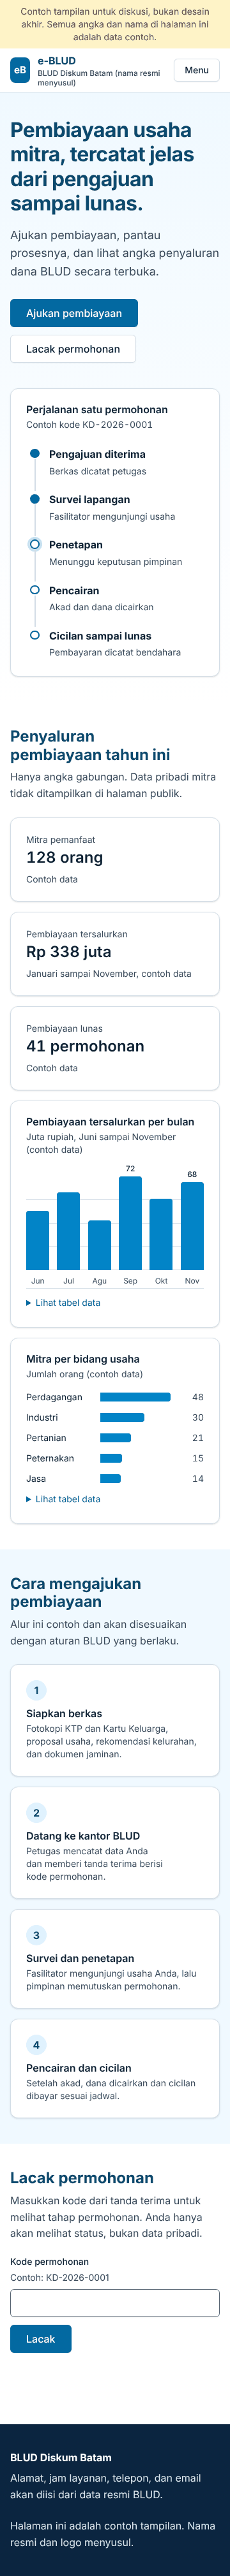 Contoh tampilan untuk diskusi, bukan desain
akhir. Semua angka dan nama di halaman ini
adalah data contoh.
eB
e-BLUD
BLUD Diskum Batam (nama resmi
menyusul)
Menu
Pembiayaan usaha
mitra, tercatat jelas
dari pengajuan
sampai lunas.
Ajukan pembiayaan, pantau
prosesnya, dan lihat angka penyaluran
dana BLUD secara terbuka.
Ajukan pembiayaan
Lacak permohonan
Perjalanan satu permohonan
Contoh kode KD-2026-0001
Pengajuan diterima
Berkas dicatat petugas
Survei lapangan
Fasilitator mengunjungi usaha
Penetapan
Menunggu keputusan pimpinan
Pencairan
Akad dan dana dicairkan
Cicilan sampai lunas
Pembayaran dicatat bendahara
Penyaluran
pembiayaan tahun ini
Hanya angka gabungan. Data pribadi mitra
tidak ditampilkan di halaman publik.
Mitra pemanfaat
128 orang
Contoh data
Pembiayaan tersalurkan
Rp 338 juta
Januari sampai November, contoh data
Pembiayaan lunas
41 permohonan
Contoh data
Pembiayaan tersalurkan per bulan
Juta rupiah, Juni sampai November
(contoh data)
72
68
Jun Jul Agu Sep Okt Nov
Lihat tabel data
Mitra per bidang usaha
Jumlah orang (contoh data)
Perdagangan 48
Industri 30
Pertanian 21
Peternakan 15
Jasa 14
Lihat tabel data
Cara mengajukan
pembiayaan
Alur ini contoh dan akan disesuaikan
dengan aturan BLUD yang berlaku.
1
Siapkan berkas
Fotokopi KTP dan Kartu Keluarga,
proposal usaha, rekomendasi kelurahan,
dan dokumen jaminan.
2
Datang ke kantor BLUD
Petugas mencatat data Anda
dan memberi tanda terima berisi
kode permohonan.
3
Survei dan penetapan
Fasilitator mengunjungi usaha Anda, lalu
pimpinan memutuskan permohonan.
4
Pencairan dan cicilan
Setelah akad, dana dicairkan dan cicilan
dibayar sesuai jadwal.
Lacak permohonan
Masukkan kode dari tanda terima untuk
melihat tahap permohonan. Anda hanya
akan melihat status, bukan data pribadi.
Kode permohonan
Contoh: KD-2026-0001
Lacak
BLUD Diskum Batam
Alamat, jam layanan, telepon, dan email
akan diisi dari data resmi BLUD.
Halaman ini adalah contoh tampilan. Nama
resmi dan logo menyusul.